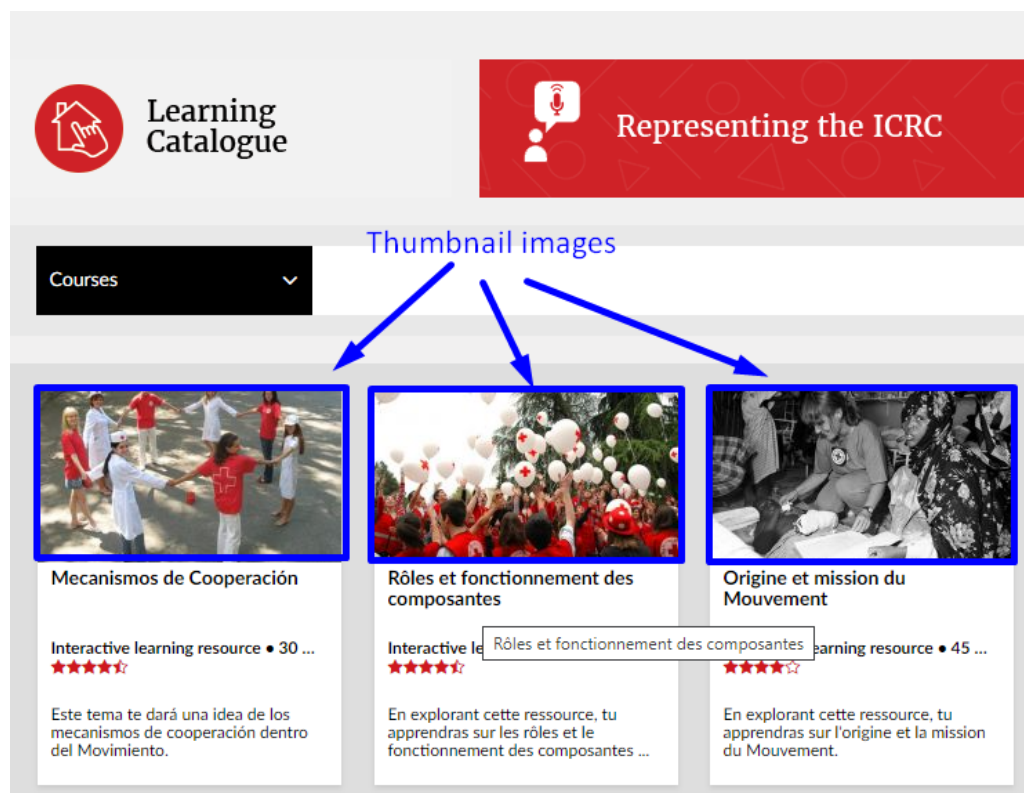 Learning
Catalogue
Representing the ICRC
Thumbnail images
Courses
Mecanismos de Cooperación
Interactive learning resource • 30 ...
Este tema te dará una idea de los
mecanismos de cooperación dentro
del Movimiento.
Rôles et fonctionnement des
composantes
Interactive le
Rôles et fonctionnement des composantes
En explorant cette ressource, tu
apprendras sur les rôles et le
fonctionnement des composantes ...
Origine et mission du
Mouvement
earning resource • 45 ...
En explorant cette ressource, tu
apprendras sur l'origine et la mission
du Mouvement.